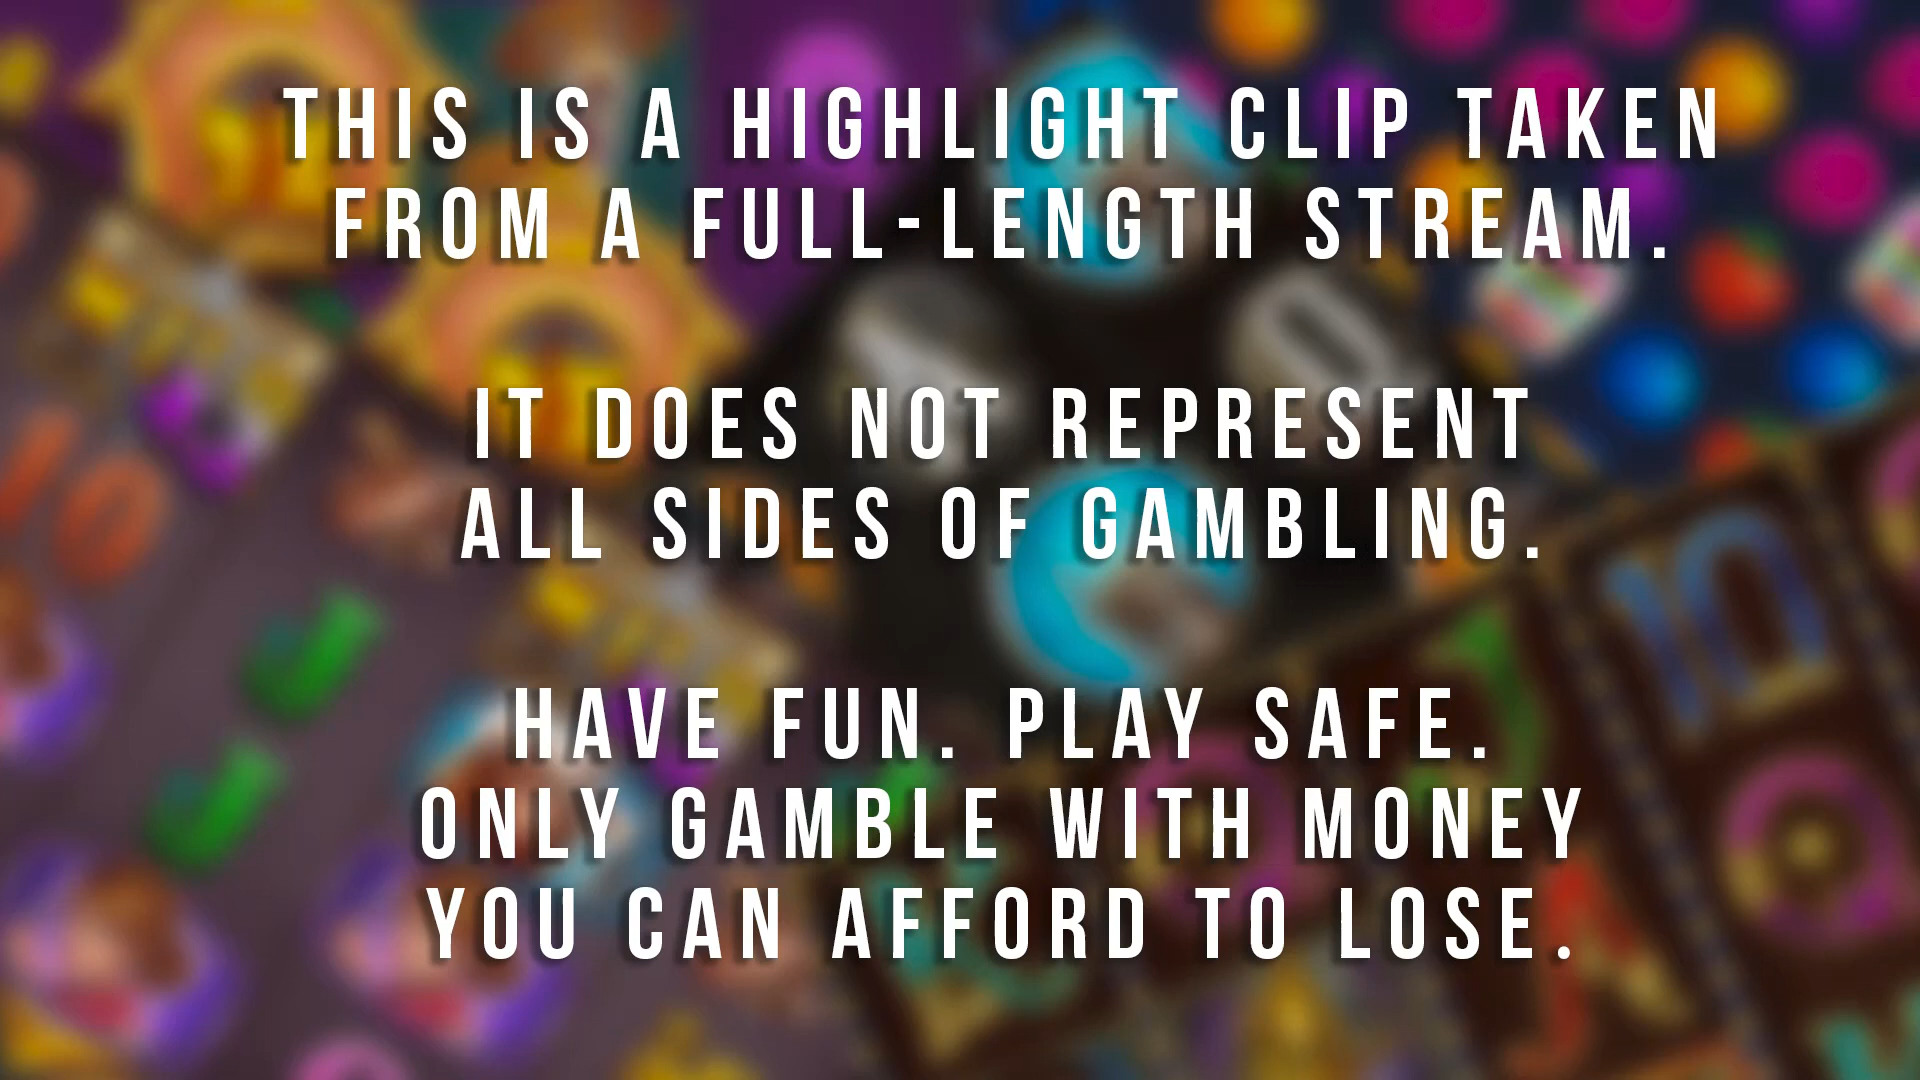 THIS IS A HIGHLIGHT CLIP TAKEN
FROM A FULL-LENGTH STREAM.
IT DOES NOT REPRESENT
ALL SIDES OF GAMBLING.
HAVE FUN. PLAY SAFE.
ONLY GAMBLE WITH MONEY
YOU CAN AFFORD TO LOSE.